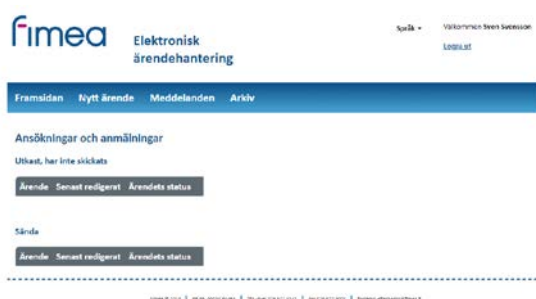 fimea
Elektronisk
ärendehantering
Språk
Välkommen Sven Svensson
Logga ut
Framsidan Nytt ärende Meddelanden Arkiv
Ansökningar och anmälningar
Utkast, har inte skickats
Ärende Senast redigerat Ärendets status
Sända
Ärende Senast redigerat Ärendets status